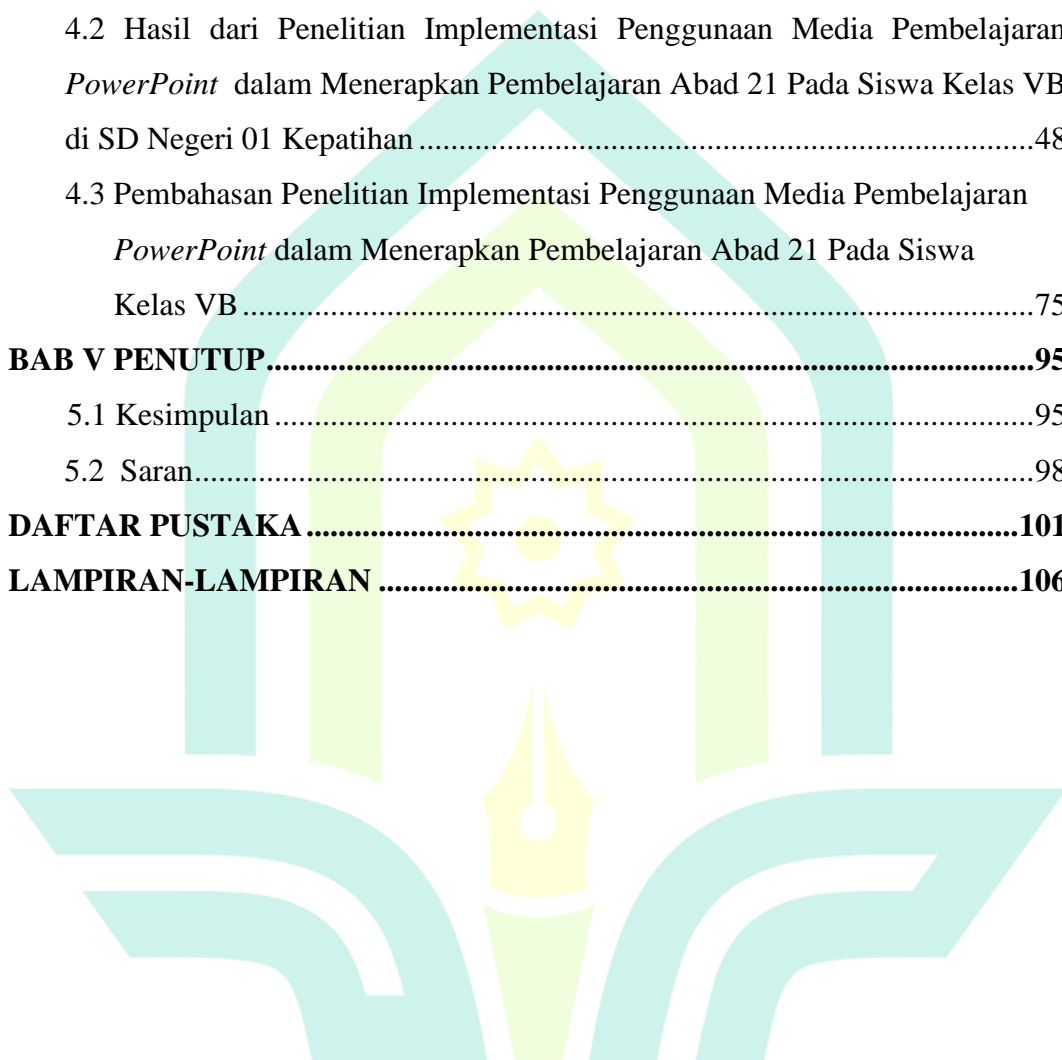 4.2 Hasil dari Penelitian Implementasi Penggunaan Media Pembelajaran
PowerPoint dalam Menerapkan Pembelajaran Abad 21 Pada Siswa Kelas VB
di SD Negeri 01 Kepatihan ................................................................................48
4.3 Pembahasan Penelitian Implementasi Penggunaan Media Pembelajaran
PowerPoint dalam Menerapkan Pembelajaran Abad 21 Pada Siswa
Kelas VB ........................................................................................................75
BAB V PENUTUP....................................................................................................95
5.1 Kesimpulan ....................................................................................................95
5.2 Saran..............................................................................................................98
DAFTAR PUSTAKA .............................................................................................101
LAMPIRAN-LAMPIRAN ....................................................................................106